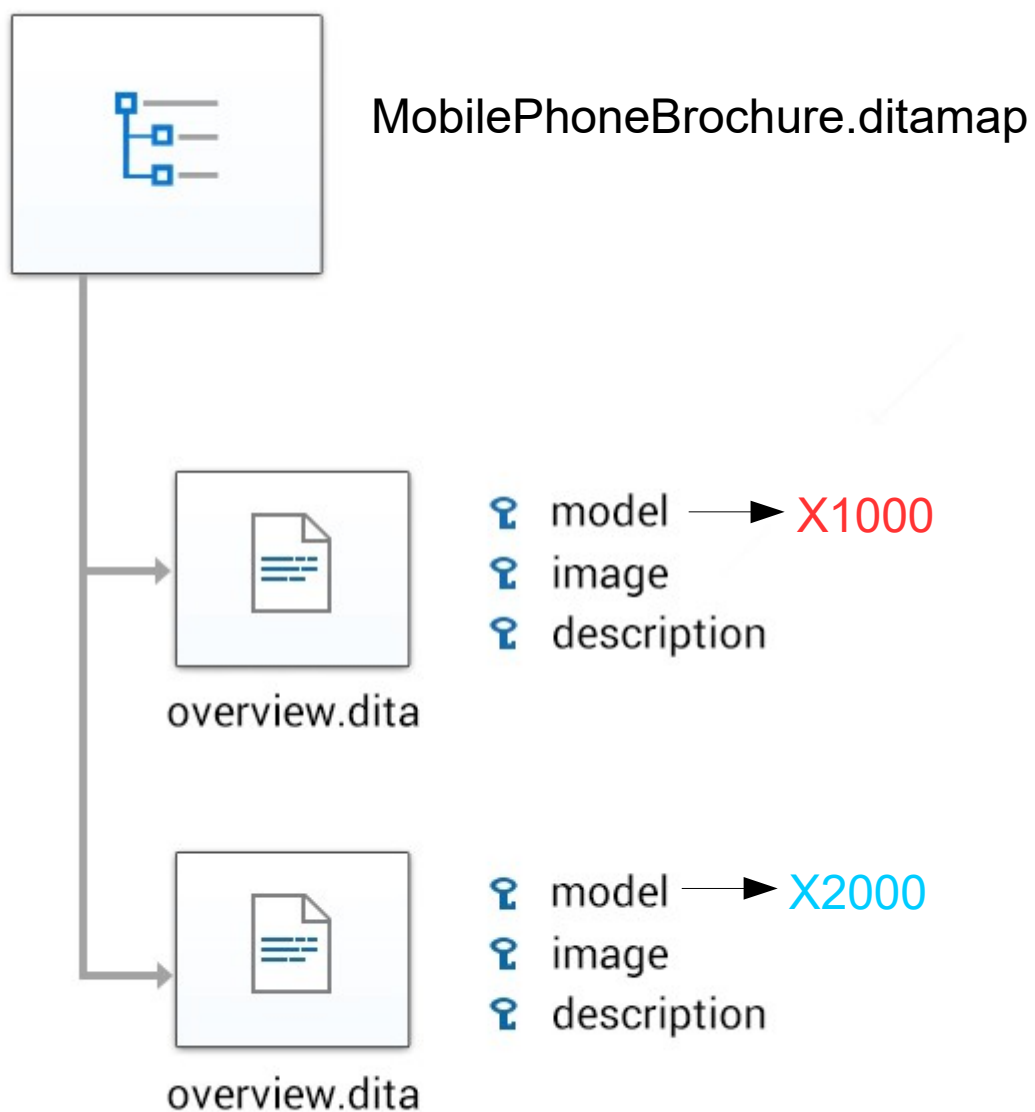 MobilePhoneBrochure.ditamap
model X1000
image
description
overview.dita
model X2000
image
description
overview.dita